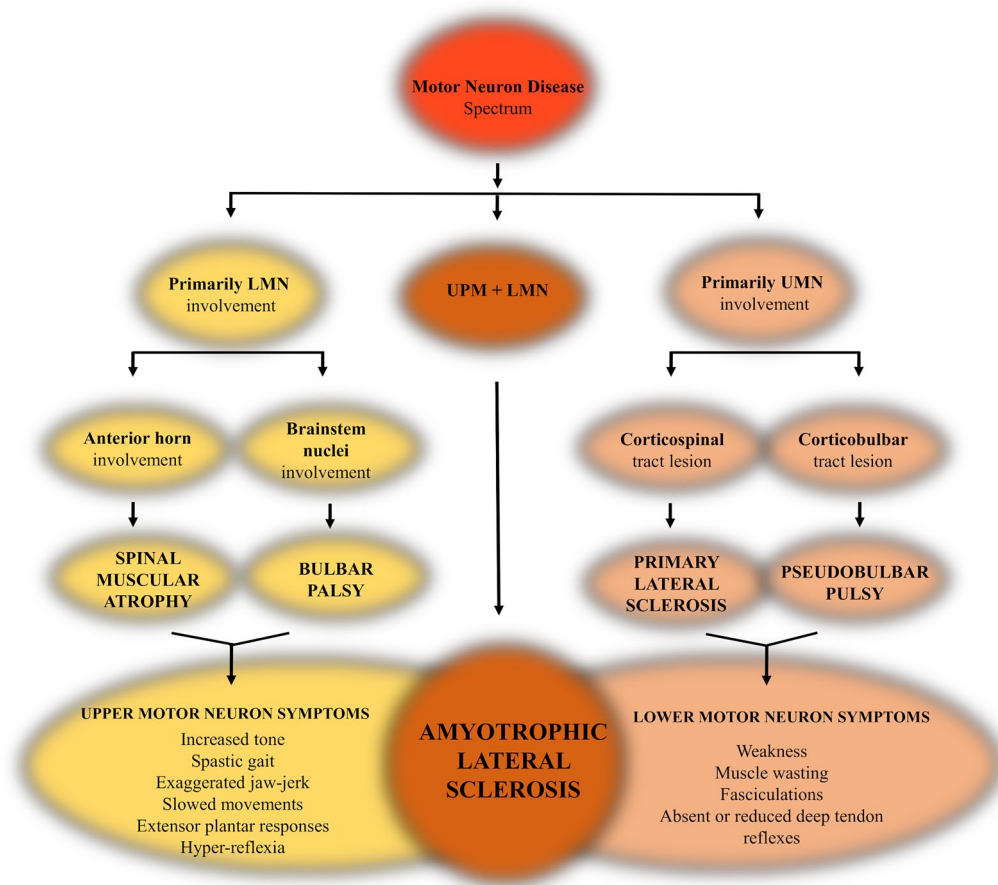 Motor Neuron Disease
Spectrum
Primarily LMN
involvement
UPM + LMN
Primarily UMN
involvement
Anterior horn
involvement
Brainstem
nuclei
involvement
Corticospinal
tract lesion
Corticobulbar
tract lesion
SPINAL
MUSCULAR
ATROPHY
BULBAR
PALSY
PRIMARY
LATERAL
SCLEROSIS
PSEUDOBULBAR
PULSY
UPPER MOTOR NEURON SYMPTOMS
Increased tone
Spastic gait
Exaggerated jaw-jerk
Slowed movements
Extensor plantar responses
Hyper-reflexia
AMYOTROPHIC
LATERAL
SCLEROSIS
LOWER MOTOR NEURON SYMPTOMS
Weakness
Muscle wasting
Fasciculations
Absent or reduced deep tendon
reflexes